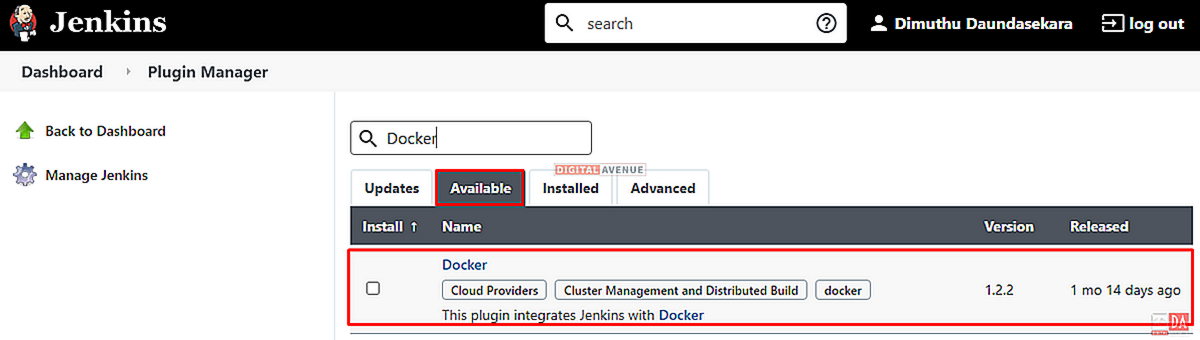 Jenkins
search
Dimuthu Daundasekara
log out
Dashboard
Plugin Manager
Back to Dashboard
Manage Jenkins
Docker
DIGITAL AVENUE
Updates
Available
Installed
Advanced
Install ↑ Name Version Released
Docker
Cloud Providers Cluster Management and Distributed Build docker
1.2.2
1 mo 14 days ago
This plugin integrates Jenkins with Docker
DA